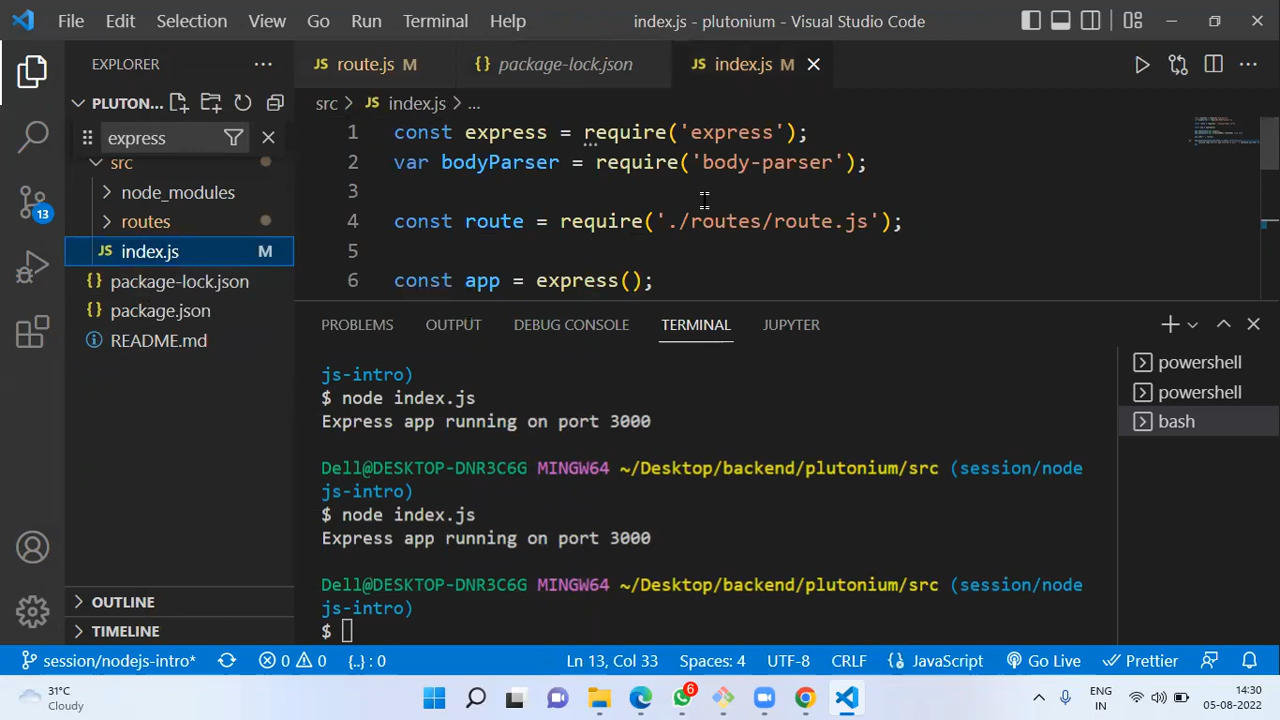 File Edit Selection View Go Run Terminal Help index.js - plutonium - Visual Studio Code
EXPLORER
route.js M
package-lock.json
index.js M
PLUTON...
src > index.js > ...
express
src
node_modules
routes
index.js M
package-lock.json
package.json
README.md
1 const express = require('express');
2 var bodyParser = require('body-parser');
3
4 const route = require('./routes/route.js');
5
6 const app = express();
13
PROBLEMS OUTPUT DEBUG CONSOLE TERMINAL JUPYTER
js-intro)
$ node index.js
Express app running on port 3000
Dell@DESKTOP-DNR3C6G MINGW64 ~/Desktop/backend/plutonium/src (session/node
js-intro)
$ node index.js
Express app running on port 3000
Dell@DESKTOP-DNR3C6G MINGW64 ~/Desktop/backend/plutonium/src (session/node
js-intro)
$
powershell
powershell
bash
OUTLINE
TIMELINE
session/nodejs-intro* 0 0 {..} : 0 Ln 13, Col 33 Spaces: 4 UTF-8 CRLF JavaScript Go Live Prettier
31°C
Cloudy
6
ENG
IN
14:30
05-08-2022